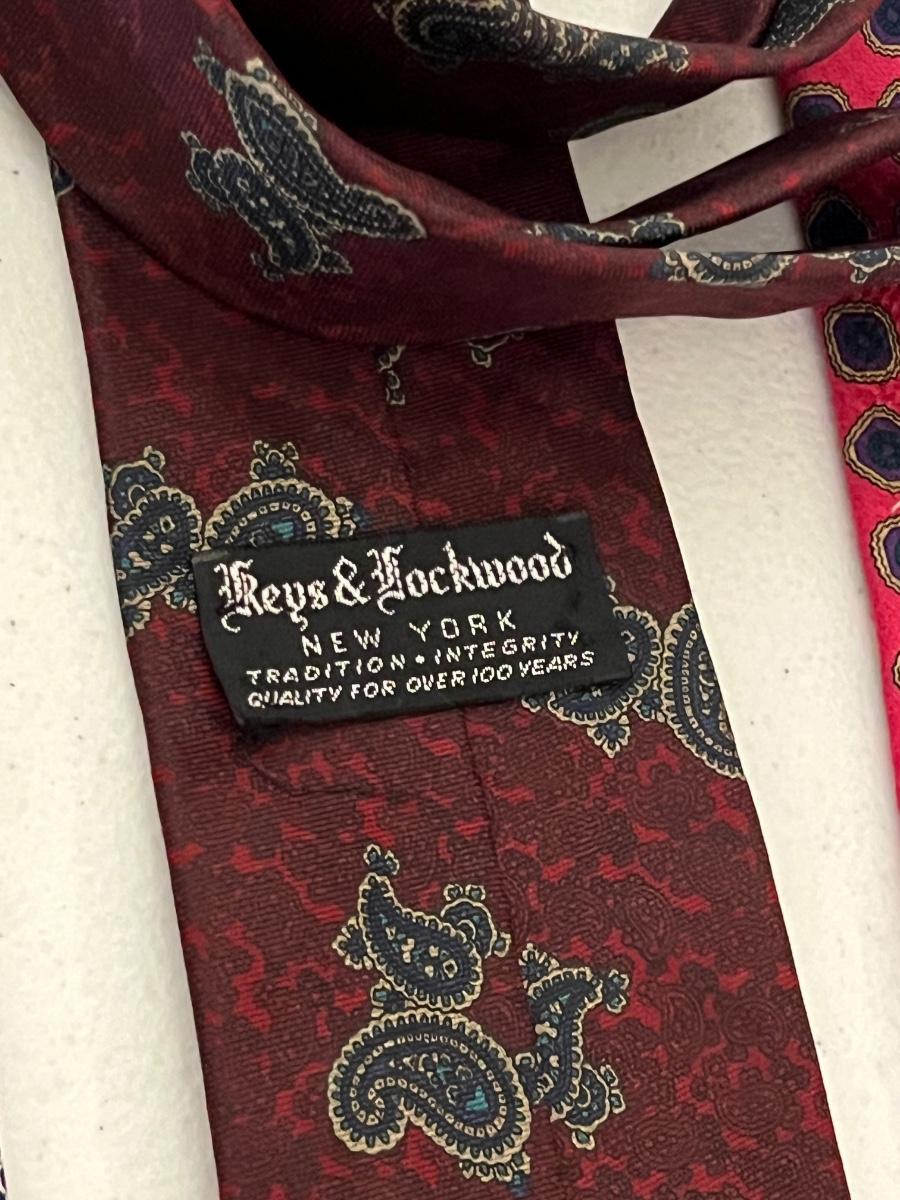 Keys & Lockwood
NEW YORK
TRADITION • INTEGRITY
QUALITY FOR OVER 100 YEARS